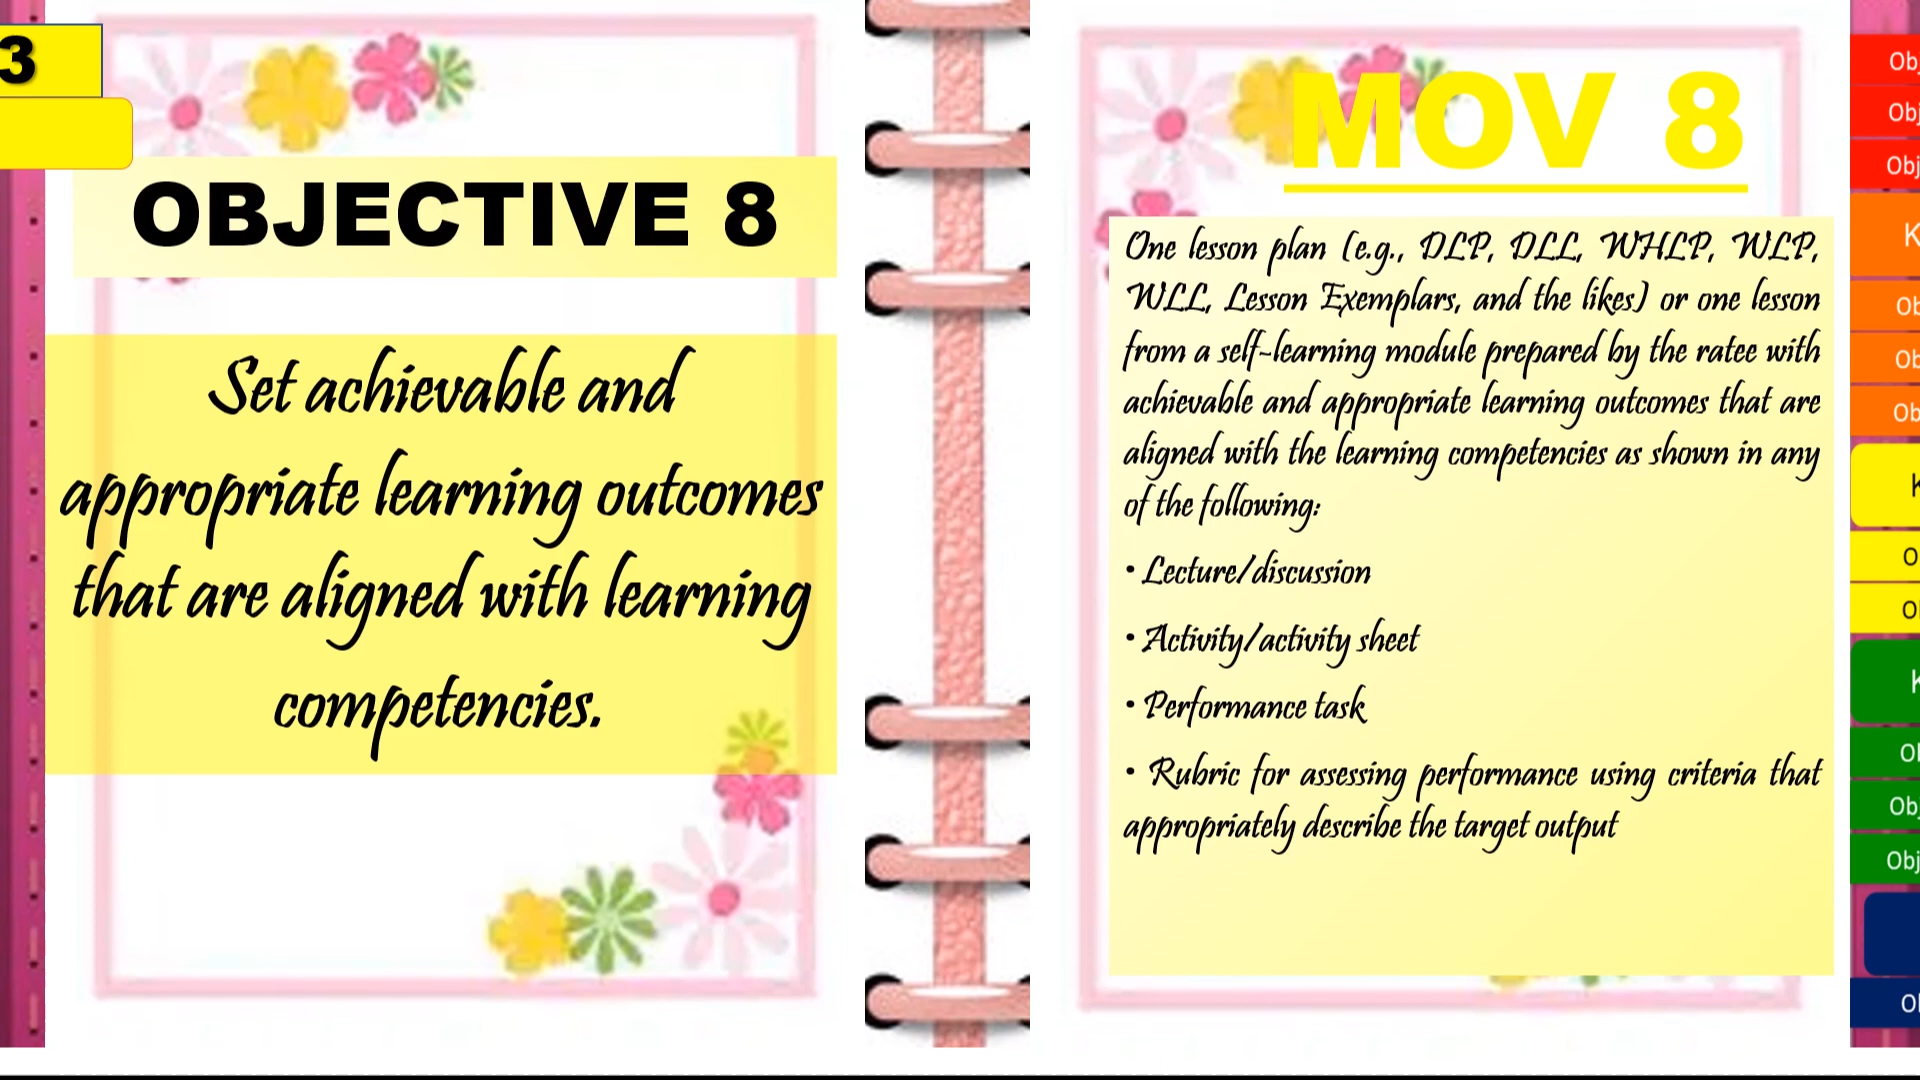 3
OBJECTIVE 8
Set achievable and
appropriate learning outcomes
that are aligned with learning
competencies.
MOV 8
One lesson plan (e.g., DLP, DLL, WHLP, WLP,
WLL, Lesson Exemplars, and the likes) or one lesson
from a self-learning module prepared by the ratee with
achievable and appropriate learning outcomes that are
aligned with the learning competencies as shown in any
of the following:
• Lecture/discussion
• Activity/activity sheet
• Performance task
• Rubric for assessing performance using criteria that
appropriately describe the target output